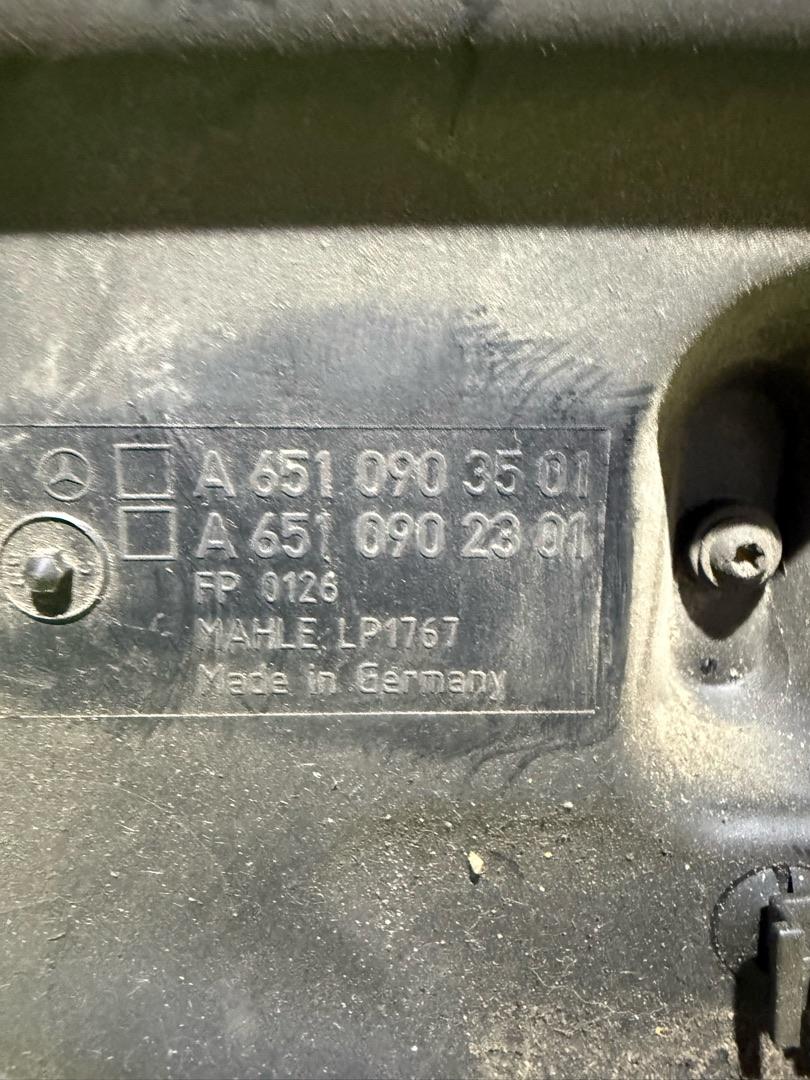 A 651 090 35 01
A 651 090 23 01
FP 0126
MAHLE LP1767
Made in Germany